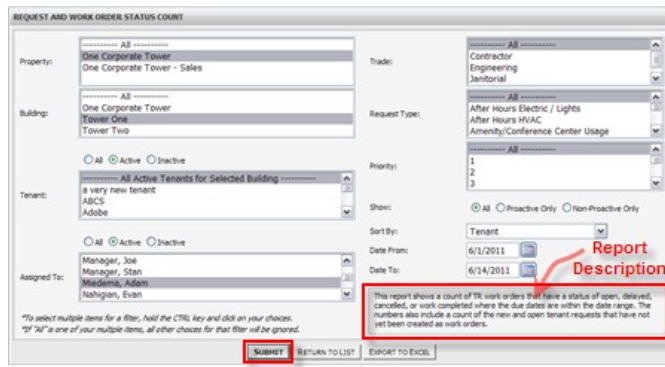 REQUEST AND WORK ORDER STATUS COUNT
Property:
---------- All ----------
One Corporate Tower
One Corporate Tower - Sales
Building:
---------- All ----------
One Corporate Tower
Tower One
Tower Two
Tenant:
All Active Inactive
---------- All Active Tenants for Selected Building ----------
a very new tenant
ABCS
Adobe
Assigned To:
All Active Inactive
Manager, Joe
Manager, Stan
Miedema, Adam
Nahigian, Evan
*To select multiple items for a filter, hold the CTRL key and click on your choices.
*If "All" is one of your multiple items, all other choices for that filter will be ignored.
Trade:
---------- All ----------
Contractor
Engineering
Janitorial
Request Type:
---------- All ----------
After Hours Electric / Lights
After Hours HVAC
Amenity/Conference Center Usage
Priority:
---------- All ----------
1
2
3
Show:
All Proactive Only Non-Proactive Only
Sort By:
Tenant
Date From:
6/1/2011
Date To:
6/14/2011
Report
Description
This report shows a count of TR work orders that have a status of open, delayed,
cancelled, or work completed where the due dates are within the date range. The
numbers also include a count of the new and open tenant requests that have not
yet been created as work orders.
SUBMIT RETURN TO LIST EXPORT TO EXCEL